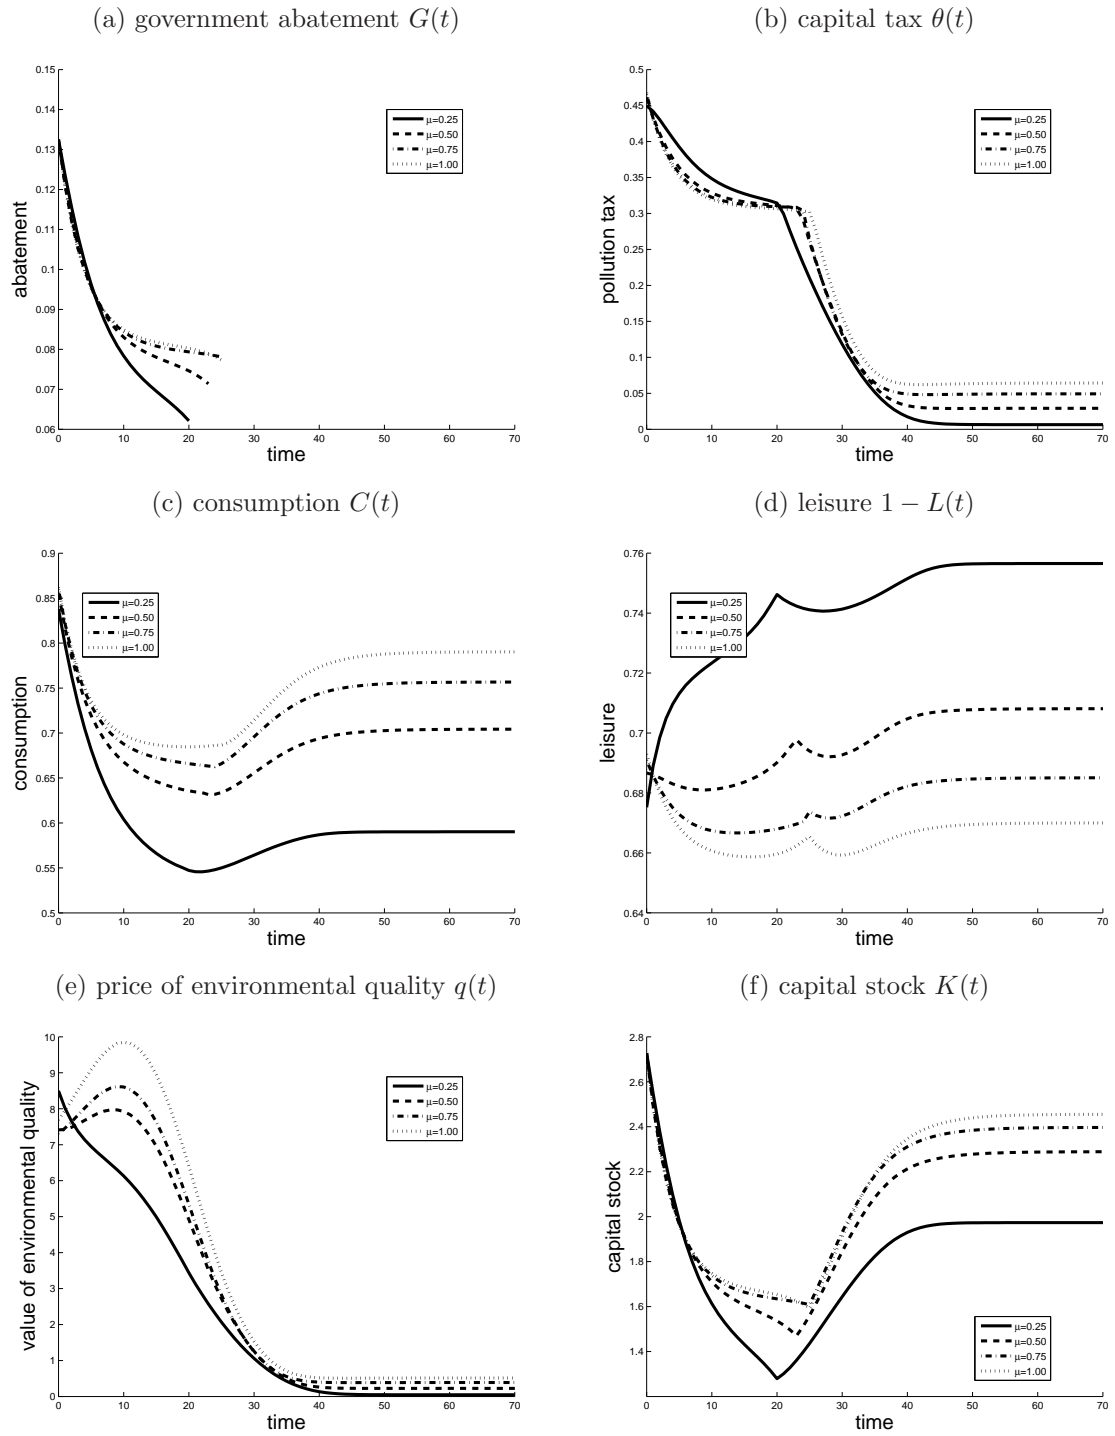 (a) government abatement G(t)
0.15
0.14
0.13
0.12
0.11
0.1
0.09
0.08
0.07
0.06
abatement
0 10 20 30 40 50 60 70
time
μ=0.25
μ=0.50
μ=0.75
μ=1.00
(b) capital tax θ(t)
0.5
0.45
0.4
0.35
0.3
0.25
0.2
0.15
0.1
0.05
0
pollution tax
0 10 20 30 40 50 60 70
time
μ=0.25
μ=0.50
μ=0.75
μ=1.00
(c) consumption C(t)
0.9
0.85
0.8
0.75
0.7
0.65
0.6
0.55
0.5
consumption
0 10 20 30 40 50 60 70
time
μ=0.25
μ=0.50
μ=0.75
μ=1.00
(d) leisure 1 − L(t)
0.76
0.74
0.72
0.7
0.68
0.66
0.64
leisure
0 10 20 30 40 50 60 70
time
μ=0.25
μ=0.50
μ=0.75
μ=1.00
(e) price of environmental quality q(t)
10
9
8
7
6
5
4
3
2
1
0
value of environmental quality
0 10 20 30 40 50 60 70
time
μ=0.25
μ=0.50
μ=0.75
μ=1.00
(f) capital stock K(t)
2.8
2.6
2.4
2.2
2
1.8
1.6
1.4
capital stock
0 10 20 30 40 50 60 70
time
μ=0.25
μ=0.50
μ=0.75
μ=1.00